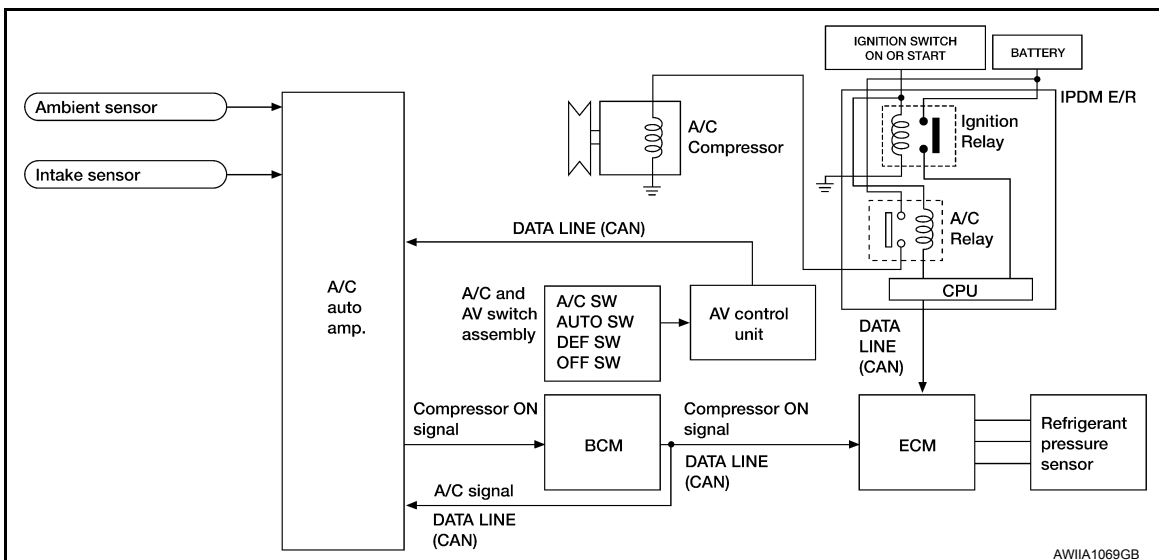 IGNITION SWITCH
ON OR START
BATTERY
IPDM E/R
Ambient sensor
Intake sensor
A/C
Compressor
Ignition
Relay
A/C
Relay
CPU
DATA LINE (CAN)
A/C
auto
amp.
A/C and
AV switch
assembly
A/C SW
AUTO SW
DEF SW
OFF SW
AV control
unit
DATA
LINE
(CAN)
Compressor ON
signal
BCM
Compressor ON
signal
DATA LINE
(CAN)
ECM
Refrigerant
pressure
sensor
A/C signal
DATA LINE
(CAN)
AWIIA1069GB